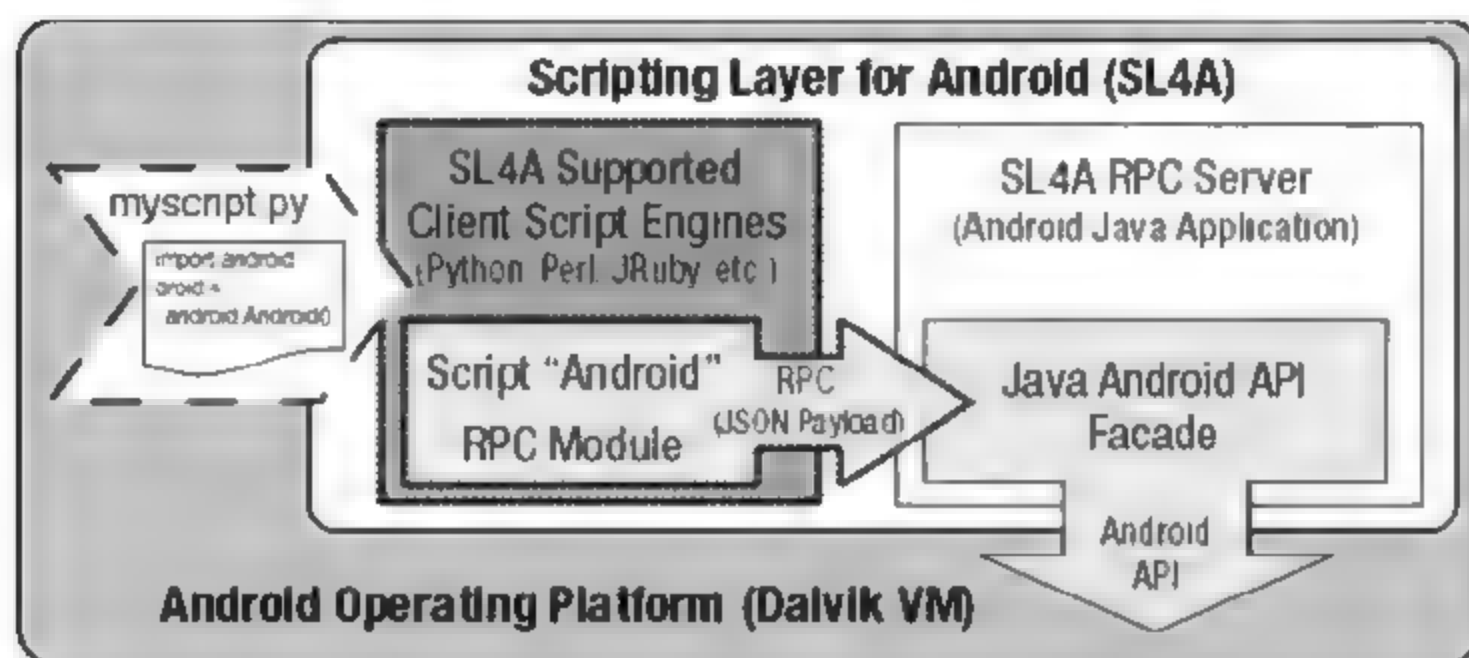 Scripting Layer for Android (SL4A)
myscript py
import android
droid =
android.Android()
SL4A Supported
Client Script Engines
(Python Perl. JRuby etc )
Script “Android”
RPC Module
RPC
(JSON Payload)
SL4A RPC Server
(Android Java Application)
Java Android API
Facade
Android
API
Android Operating Platform (Dalvik VM)